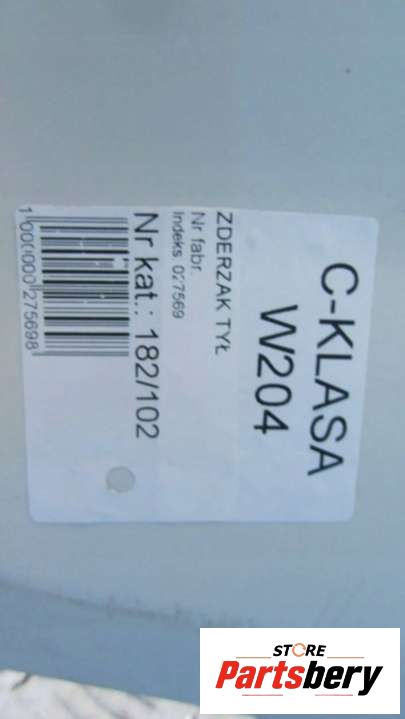 C-KLASA
W204
ZDERZAK TYŁ
Nr fabr.
Indeks 027569
Nr kat.: 182/102
1000000275698
STORE
Partsbery